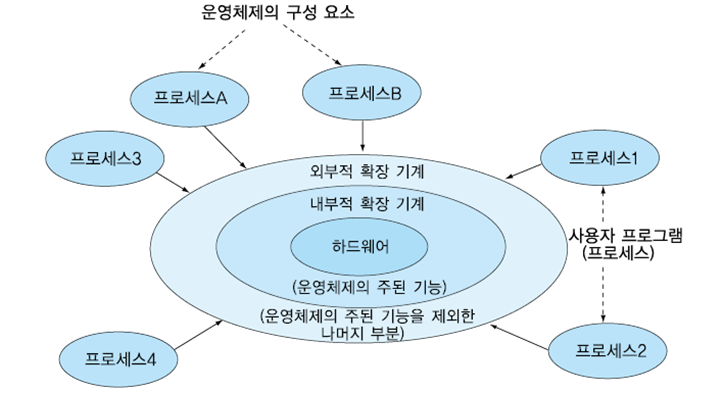 운영체제의 구성 요소
프로세스A
프로세스B
프로세스3
프로세스1
외부적 확장 기계
내부적 확장 기계
하드웨어
(운영체제의 주된 기능)
(운영체제의 주된 기능을 제외한
나머지 부분)
사용자 프로그램
(프로세스)
프로세스4
프로세스2